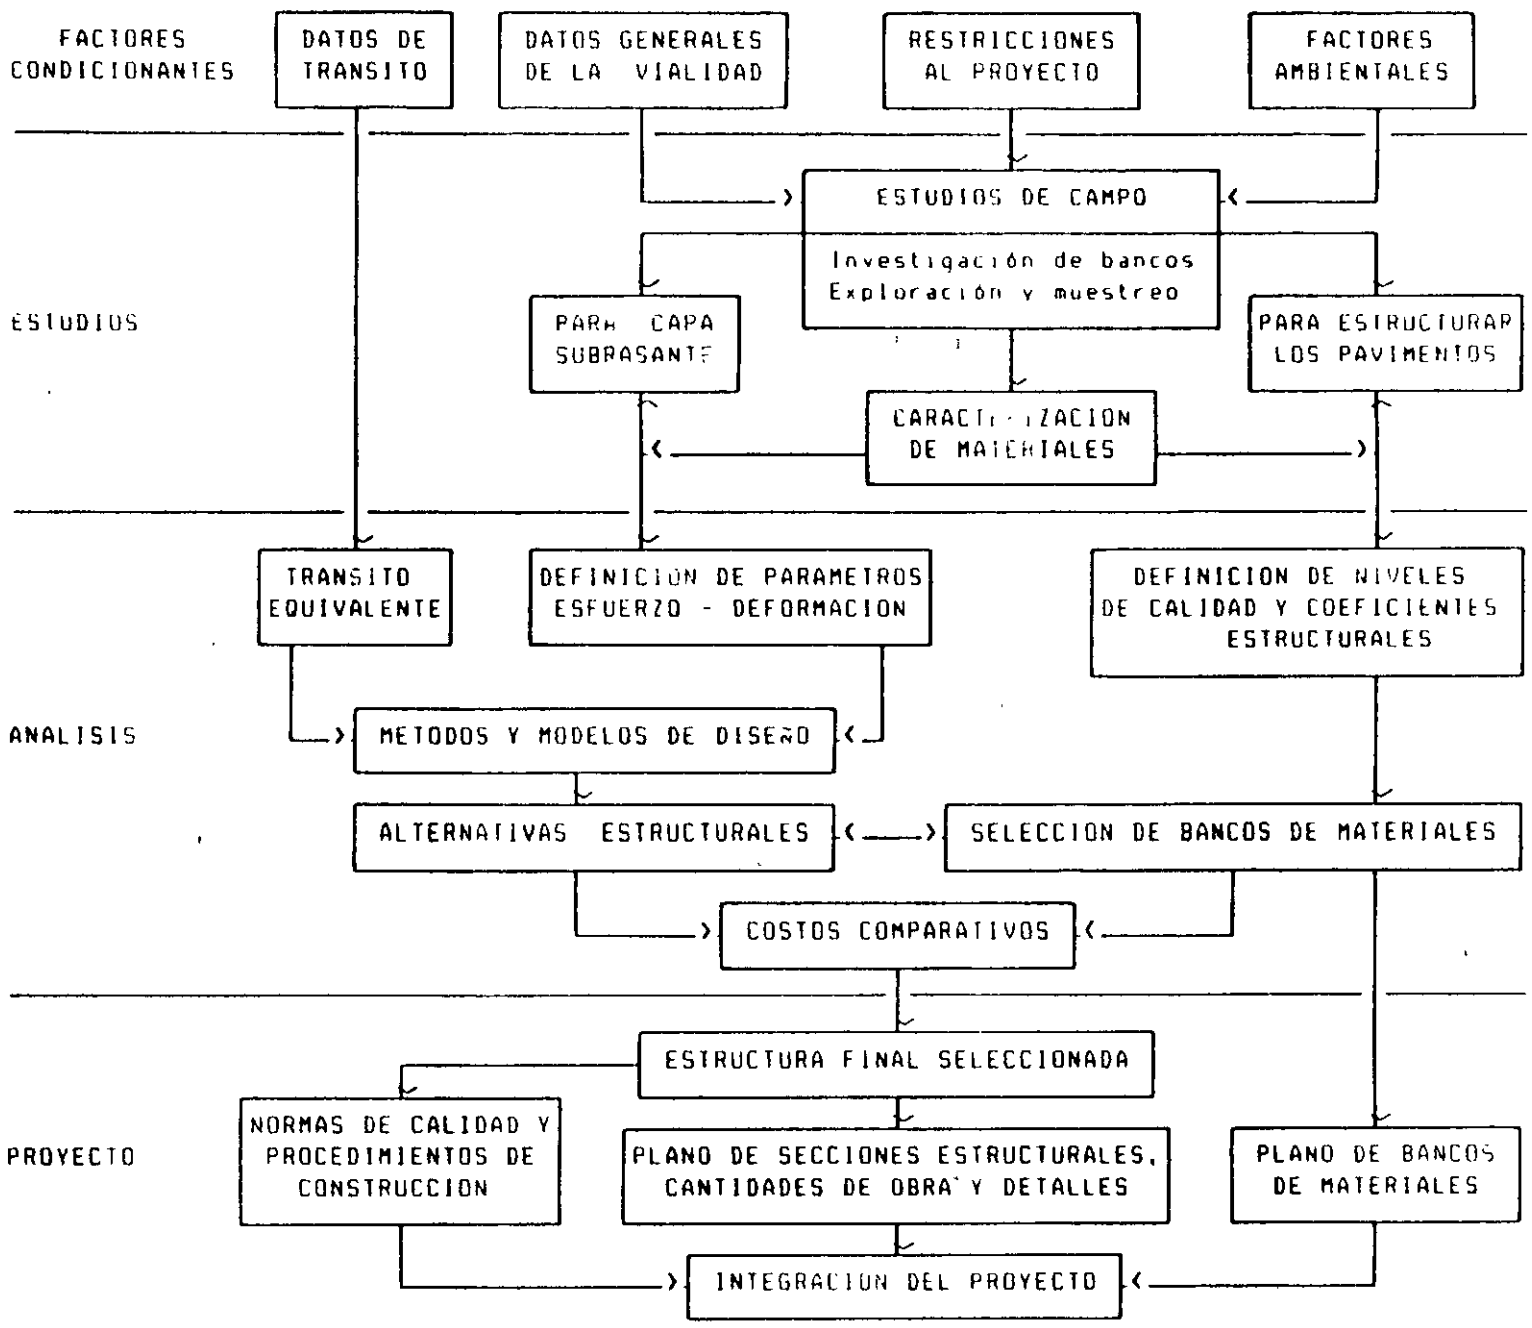 FACTORES
CONDICIONANTES
DATOS DE
TRANSITO
DATOS GENERALES
DE LA VIALIDAD
RESTRICCIONES
AL PROYECTO
FACTORES
AMBIENTALES
ESTUDIOS DE CAMPO
Investigación de bancos
Exploración y muestreo
ESTUDIOS
PARA CAPA
SUBRASANTE
PARA ESTRUCTURAR
LOS PAVIMENTOS
CARACTERIZACION
DE MATERIALES
TRANSITO
EQUIVALENTE
DEFINICION DE PARAMETROS
ESFUERZO - DEFORMACION
DEFINICION DE NIVELES
DE CALIDAD Y COEFICIENTES
ESTRUCTURALES
ANALISIS
METODOS Y MODELOS DE DISEÑO
ALTERNATIVAS ESTRUCTURALES
SELECCION DE BANCOS DE MATERIALES
COSTOS COMPARATIVOS
ESTRUCTURA FINAL SELECCIONADA
PROYECTO
NORMAS DE CALIDAD Y
PROCEDIMIENTOS DE
CONSTRUCCION
PLANO DE SECCIONES ESTRUCTURALES,
CANTIDADES DE OBRA Y DETALLES
PLANO DE BANCOS
DE MATERIALES
INTEGRACION DEL PROYECTO